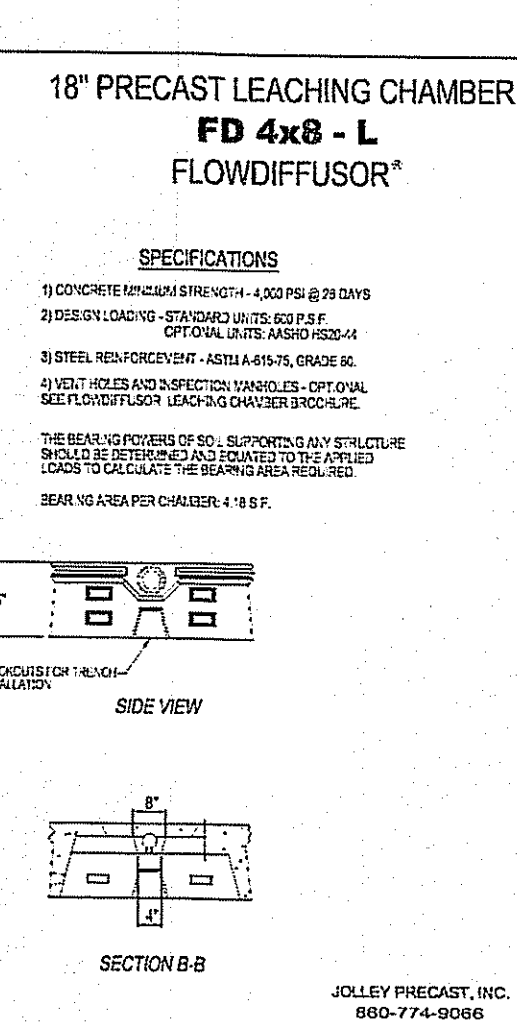 18" PRECAST LEACHING CHAMBER
FD 4x8 - L
FLOWDIFFUSOR®
SPECIFICATIONS
1) CONCRETE MINIMUM STRENGTH - 4,000 PSI @ 28 DAYS
2) DESIGN LOADING - STANDARD UNITS: 600 P.S.F.
OPTIONAL UNITS: AASHO HS20-44
3) STEEL REINFORCEMENT - ASTM A-615-75, GRADE 60.
4) VENT HOLES AND INSPECTION MANHOLES - OPTIONAL
SEE FLOWDIFFUSOR LEACHING CHAMBER BROCHURE.
THE BEARING POWERS OF SOIL SUPPORTING ANY STRUCTURE
SHOULD BE DETERMINED AND EQUATED TO THE APPLIED
LOADS TO CALCULATE THE BEARING AREA REQUIRED.
BEARING AREA PER CHAMBER: 4.18 S.F.
FOR TRENCH
SIDE VIEW
8"
4"
SECTION B-B
JOLLEY PRECAST, INC.
860-774-9066